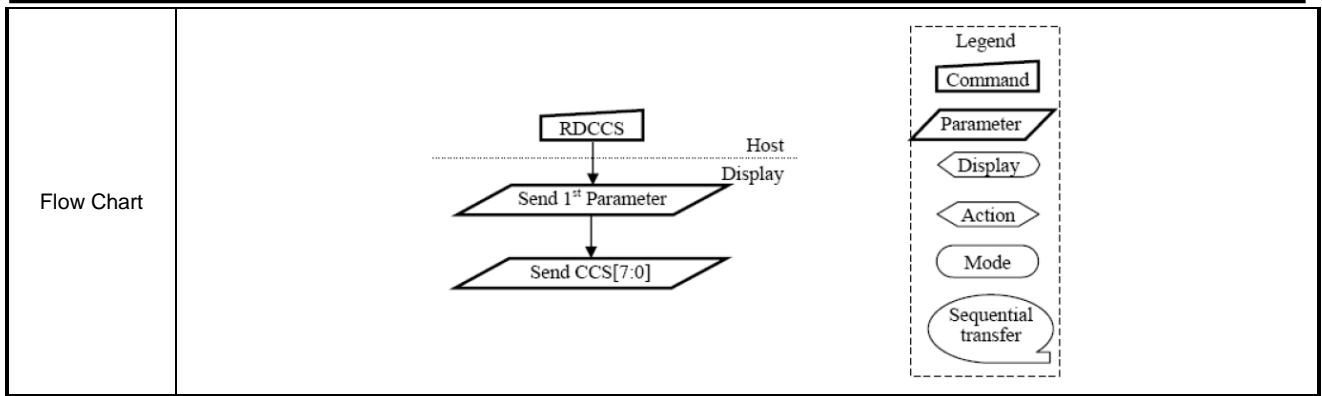 Flow Chart
RDCCS
Host
Display
Send 1st Parameter
Send CCS[7:0]
Legend
Command
Parameter
Display
Action
Mode
Sequential
transfer